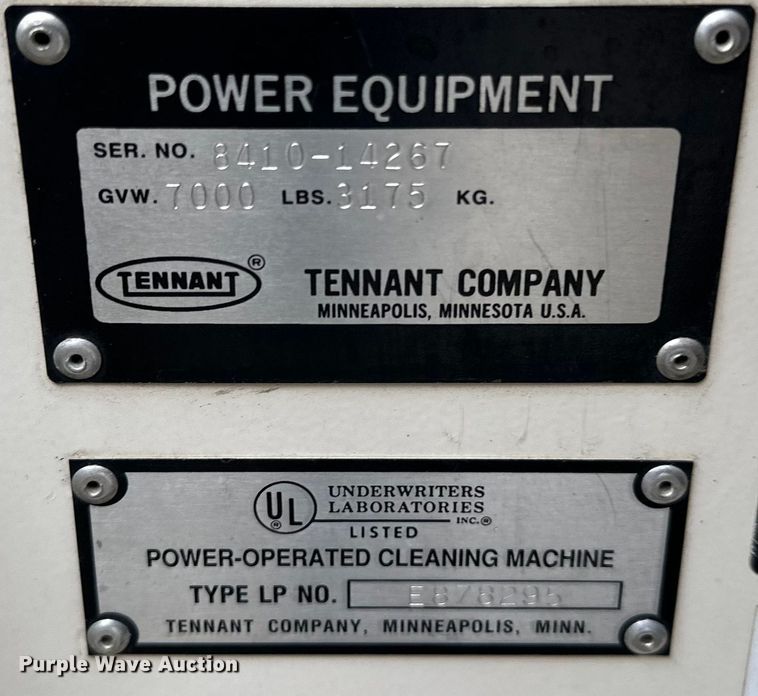 POWER EQUIPMENT
SER. NO. 8410-14267
GVW. 7000 LBS. 3175 KG.
TENNANT ® TENNANT COMPANY
MINNEAPOLIS, MINNESOTA U.S.A.
UL ® UNDERWRITERS
LABORATORIES
INC.®
LISTED
POWER-OPERATED CLEANING MACHINE
TYPE LP NO. E878295
TENNANT COMPANY, MINNEAPOLIS, MINN.
Purple Wave Auction